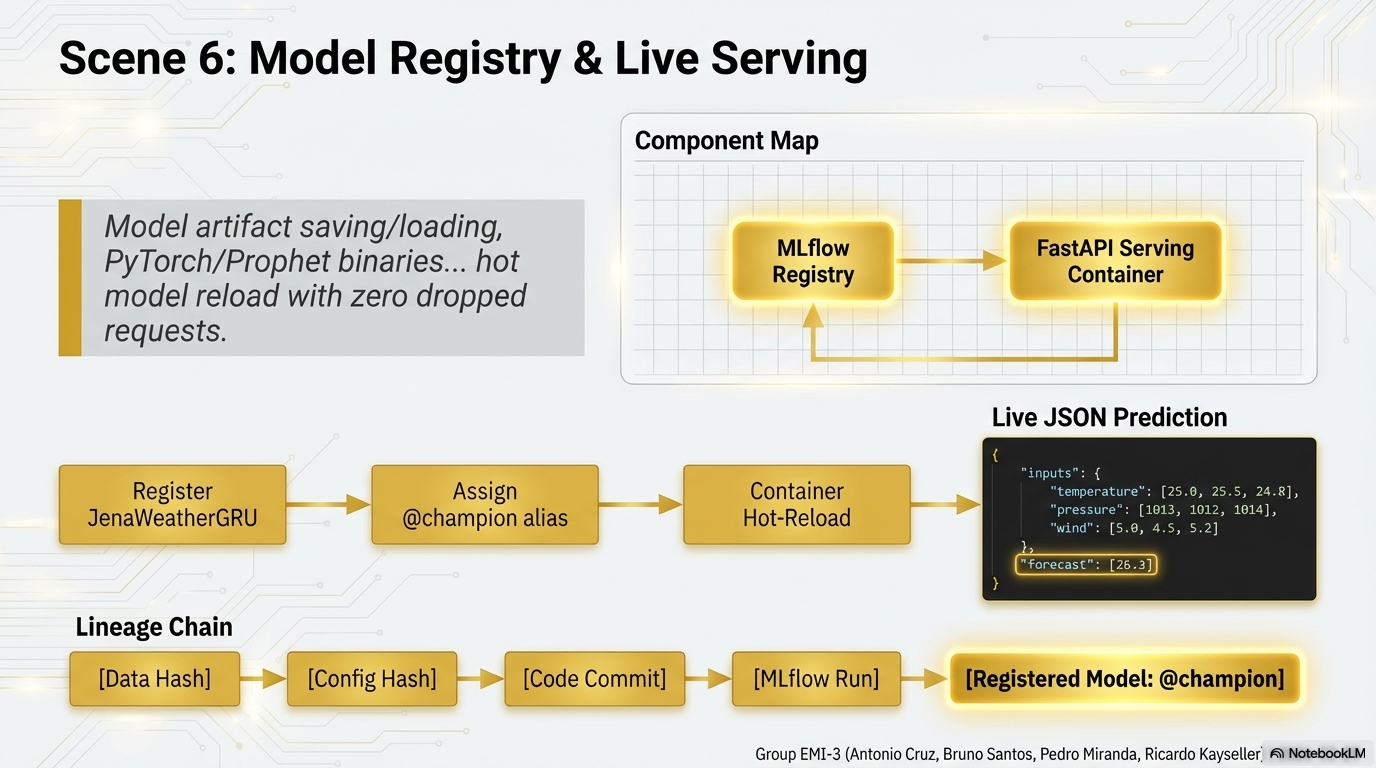 Scene 6: Model Registry & Live Serving
Component Map
Model artifact saving/loading,
PyTorch/Prophet binaries... hot
model reload with zero dropped
requests.
MLflow
Registry
FastAPI Serving
Container
Register
JenaWeatherGRU
Assign
@champion alias
Container
Hot-Reload
Live JSON Prediction
{
"inputs": {
"temperature": [25.0, 25.5, 24.8],
"pressure": [1013, 1012, 1014],
"wind": [5.0, 4.5, 5.2]
},
"forecast": [26.3]
}
Lineage Chain
[Data Hash]
[Config Hash]
[Code Commit]
[MLflow Run]
[Registered Model: @champion]
Group EMI-3 (Antonio Cruz, Bruno Santos, Pedro Miranda, Ricardo Kayseller)
NotebookLM